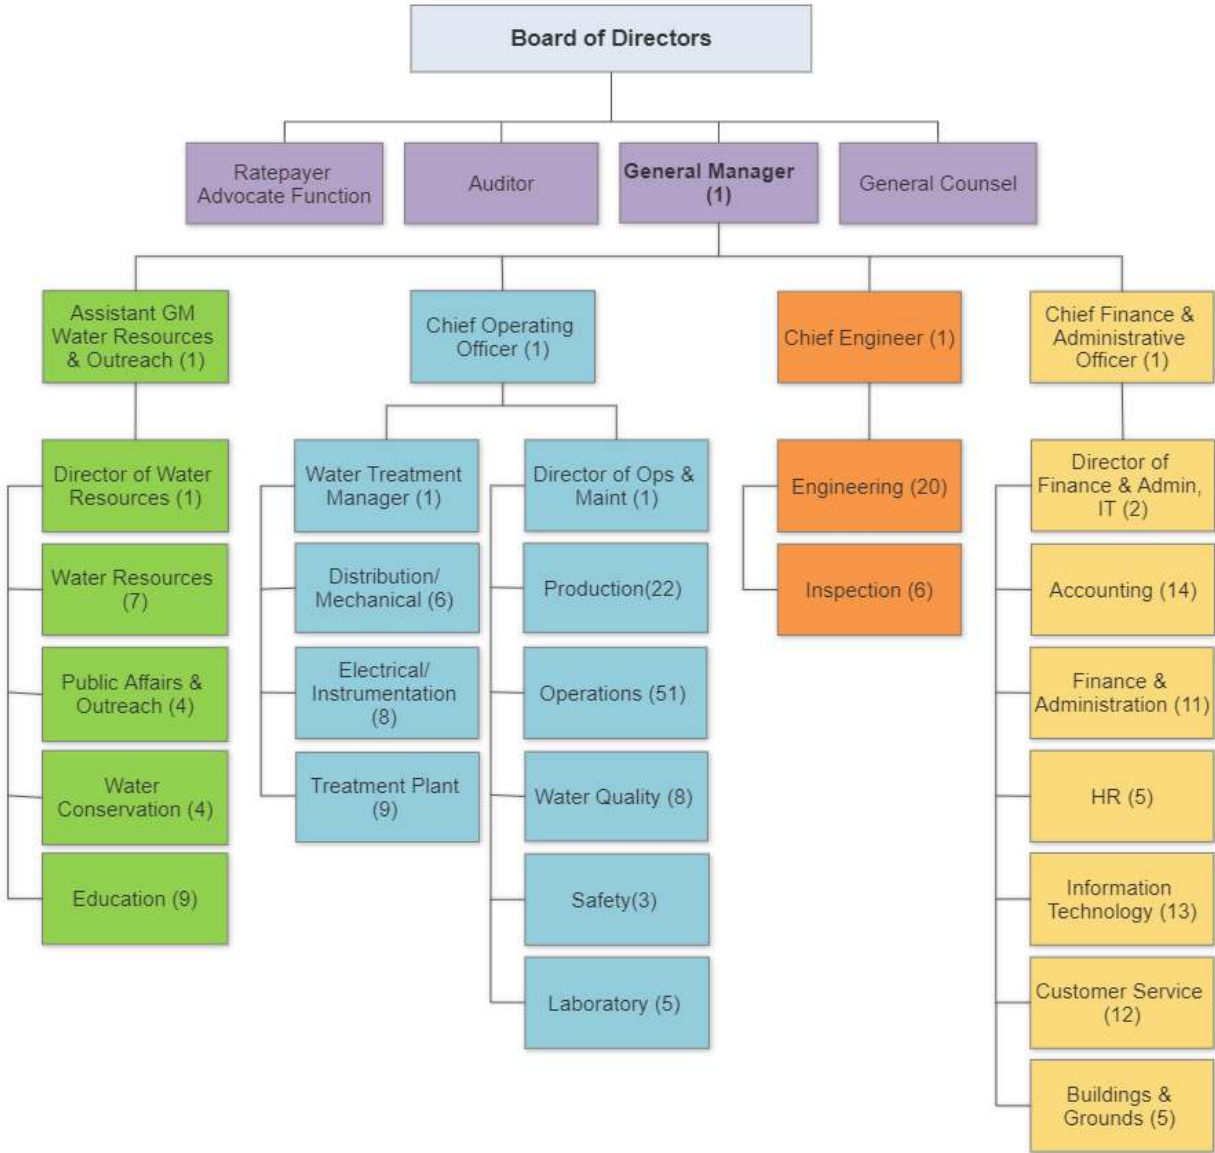 Board of Directors
Ratepayer
Advocate Function
Auditor
General Manager
(1)
General Counsel
Assistant GM
Water Resources
& Outreach (1)
Chief Operating
Officer (1)
Chief Engineer (1)
Chief Finance &
Administrative
Officer (1)
Director of Water
Resources (1)
Water Resources
(7)
Public Affairs &
Outreach (4)
Water
Conservation (4)
Education (9)
Water Treatment
Manager (1)
Distribution/
Mechanical (6)
Electrical/
Instrumentation
(8)
Treatment Plant
(9)
Director of Ops &
Maint (1)
Production(22)
Operations (51)
Water Quality (8)
Safety(3)
Laboratory (5)
Engineering (20)
Inspection (6)
Director of
Finance & Admin,
IT (2)
Accounting (14)
Finance &
Administration (11)
HR (5)
Information
Technology (13)
Customer Service
(12)
Buildings &
Grounds (5)